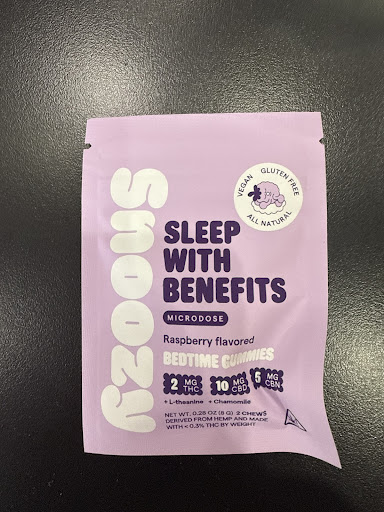 snoozy
VEGAN GLUTEN FREE
ALL NATURAL
SLEEP
WITH
BENEFITS
MICRODOSE
Raspberry flavored
BEDTIME GUMMIES
2 MG THC 10 MG CBD 5 MG CBN
+ L-theanine + Chamomile
NET WT. 0.28 OZ (8 G) 2 CHEWS
DERIVED FROM HEMP AND MADE
WITH < 0.3% THC BY WEIGHT